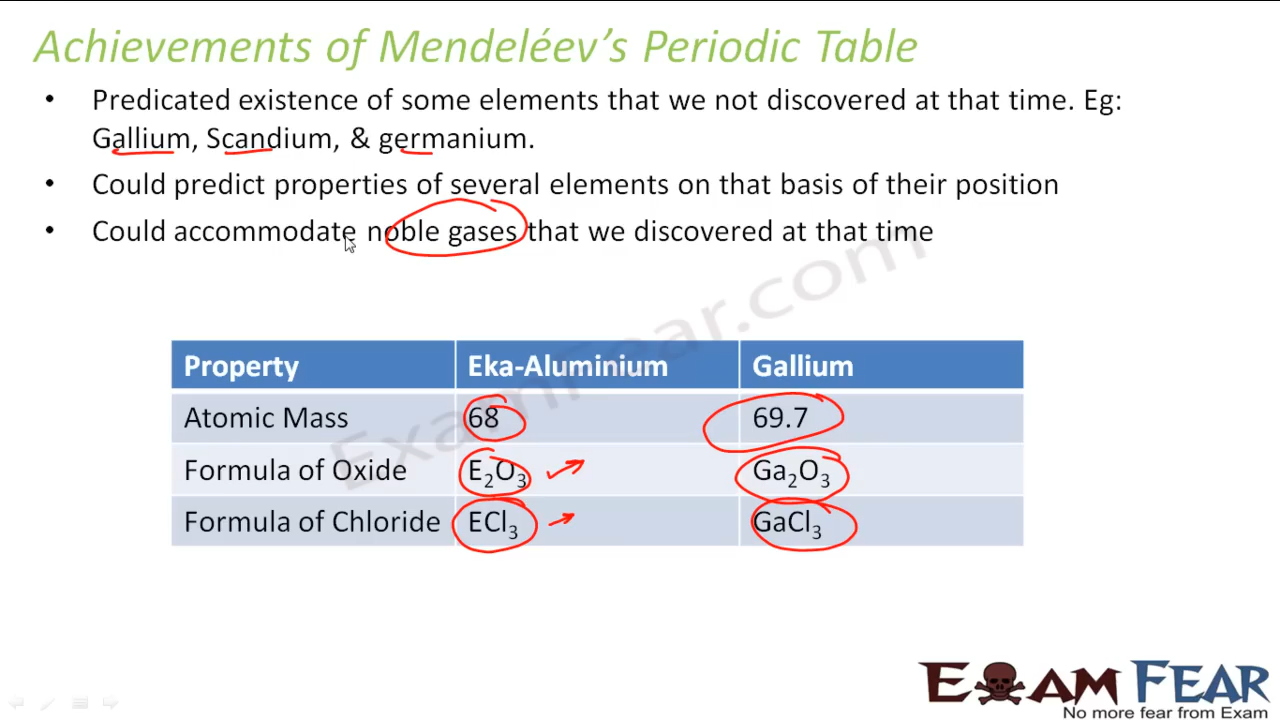 Achievements of Mendeléev's Periodic Table
• Predicated existence of some elements that we not discovered at that time. Eg:
Gallium, Scandium, & germanium.
• Could predict properties of several elements on that basis of their position
• Could accommodate noble gases that we discovered at that time
ExamFear.com
Property Eka-Aluminium Gallium
Atomic Mass 68 69.7
Formula of Oxide E₂O₃ Ga₂O₃
Formula of Chloride ECl₃ GaCl₃
EXAM FEAR
No more fear from Exam